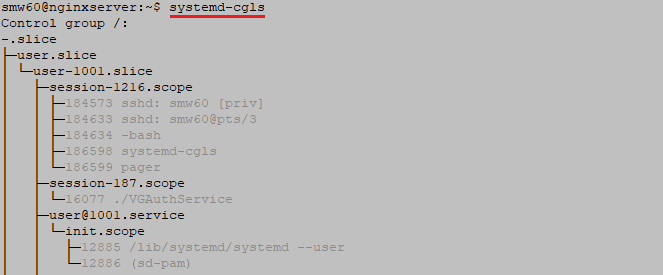 smw60@nginxserver:~$ systemd-cgls
Control group /:
-.slice
├─user.slice
│ └─user-1001.slice
│   ├─session-1216.scope
│   │ ├─184573 sshd: smw60 [priv]
│   │ ├─184633 sshd: smw60@pts/3
│   │ ├─184634 -bash
│   │ ├─186598 systemd-cgls
│   │ └─186599 pager
│   ├─session-187.scope
│   │ └─16077 ./VGAuthService
│   └─user@1001.service
│     └─init.scope
│       ├─12885 /lib/systemd/systemd --user
│       └─12886 (sd-pam)